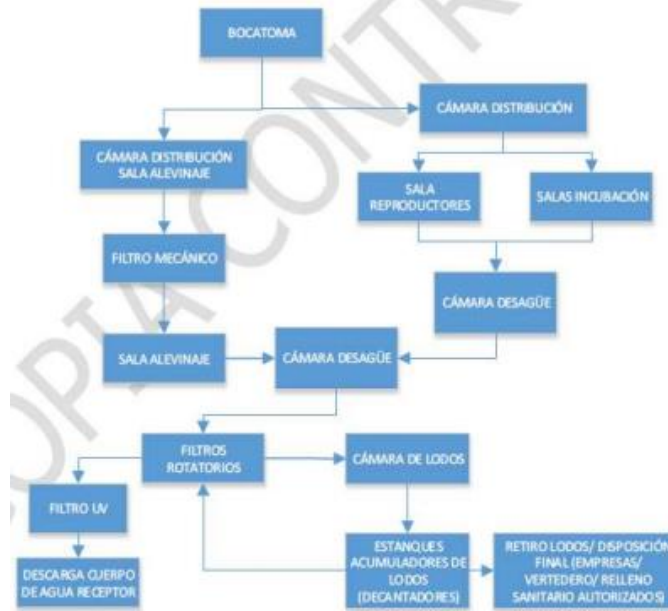 BOCATOMA
CÁMARA DISTRIBUCIÓN
CÁMARA DISTRIBUCIÓN
SALA ALEVINAJE
SALA
REPRODUCTORES
SALAS INCUBACIÓN
FILTRO MECÁNICO
CÁMARA DESAGÜE
SALA ALEVINAJE
CÁMARA DESAGÜE
FILTROS
ROTATORIOS
CÁMARA DE LODOS
FILTRO UV
ESTANQUES
ACUMULADORES DE
LODOS
(DECANTADORES)
RETIRO LODOS/ DISPOSICIÓN
FINAL (EMPRESAS/
VERTEDERO/ RELLENO
SANITARIO AUTORIZADOS)
DESCARGA CUERPO
DE AGUA RECEPTOR
COPIA CONTR